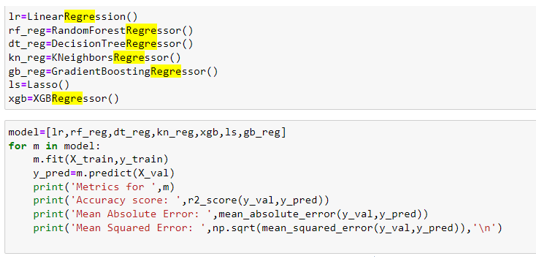 lr=LinearRegression()
rf_reg=RandomForestRegressor()
dt_reg=DecisionTreeRegressor()
kn_reg=KNeighborsRegressor()
gb_reg=GradientBoostingRegressor()
ls=Lasso()
xgb=XGBRegressor()
model=[lr,rf_reg,dt_reg,kn_reg,xgb,ls,gb_reg]
for m in model:
    m.fit(X_train,y_train)
    y_pred=m.predict(X_val)
    print('Metrics for ',m)
    print('Accuracy score: ',r2_score(y_val,y_pred))
    print('Mean Absolute Error: ',mean_absolute_error(y_val,y_pred))
    print('Mean Squared Error: ',np.sqrt(mean_squared_error(y_val,y_pred)),'\n')